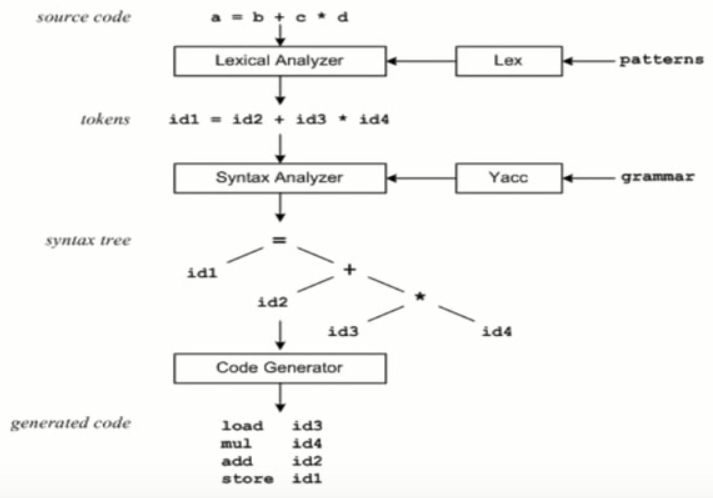 source code a = b + c * d
Lexical Analyzer Lex patterns
tokens id1 = id2 + id3 * id4
Syntax Analyzer Yacc grammar
syntax tree =
id1 +
id2 *
id3 id4
Code Generator
generated code load id3
mul id4
add id2
store id1